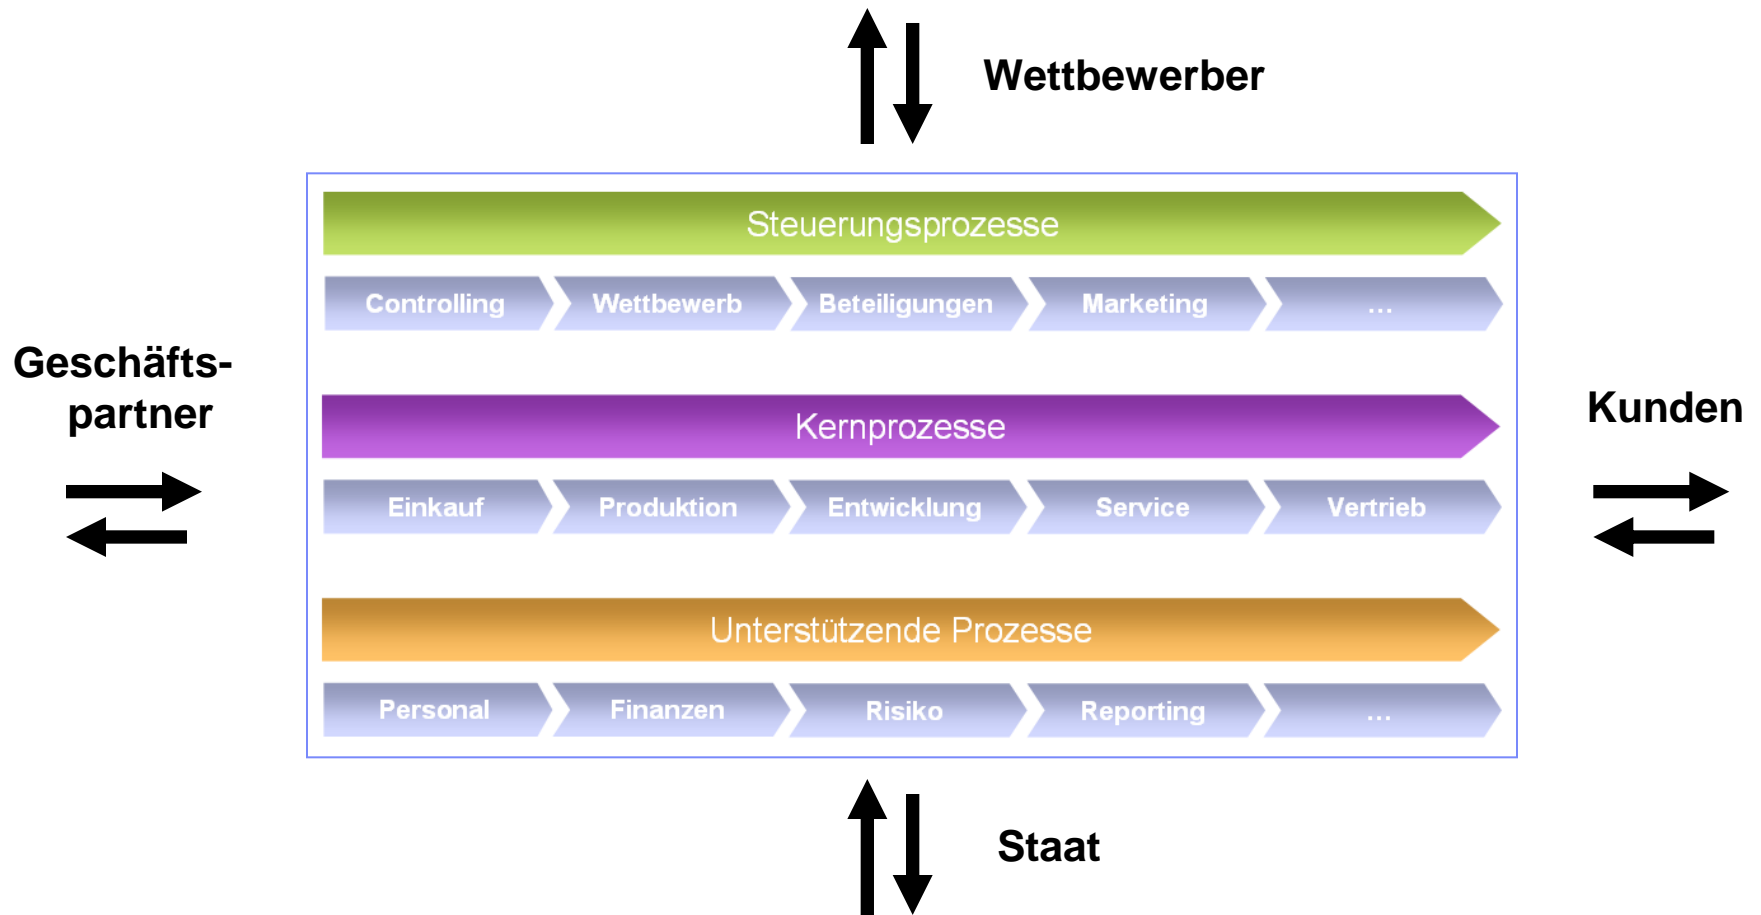 Wettbewerber
Steuerungsprozesse
Controlling
Wettbewerb
Beteiligungen
Marketing
...
Geschäfts-
partner
Kunden
Kernprozesse
Einkauf
Produktion
Entwicklung
Service
Vertrieb
Unterstützende Prozesse
Personal
Finanzen
Risiko
Reporting
...
Staat